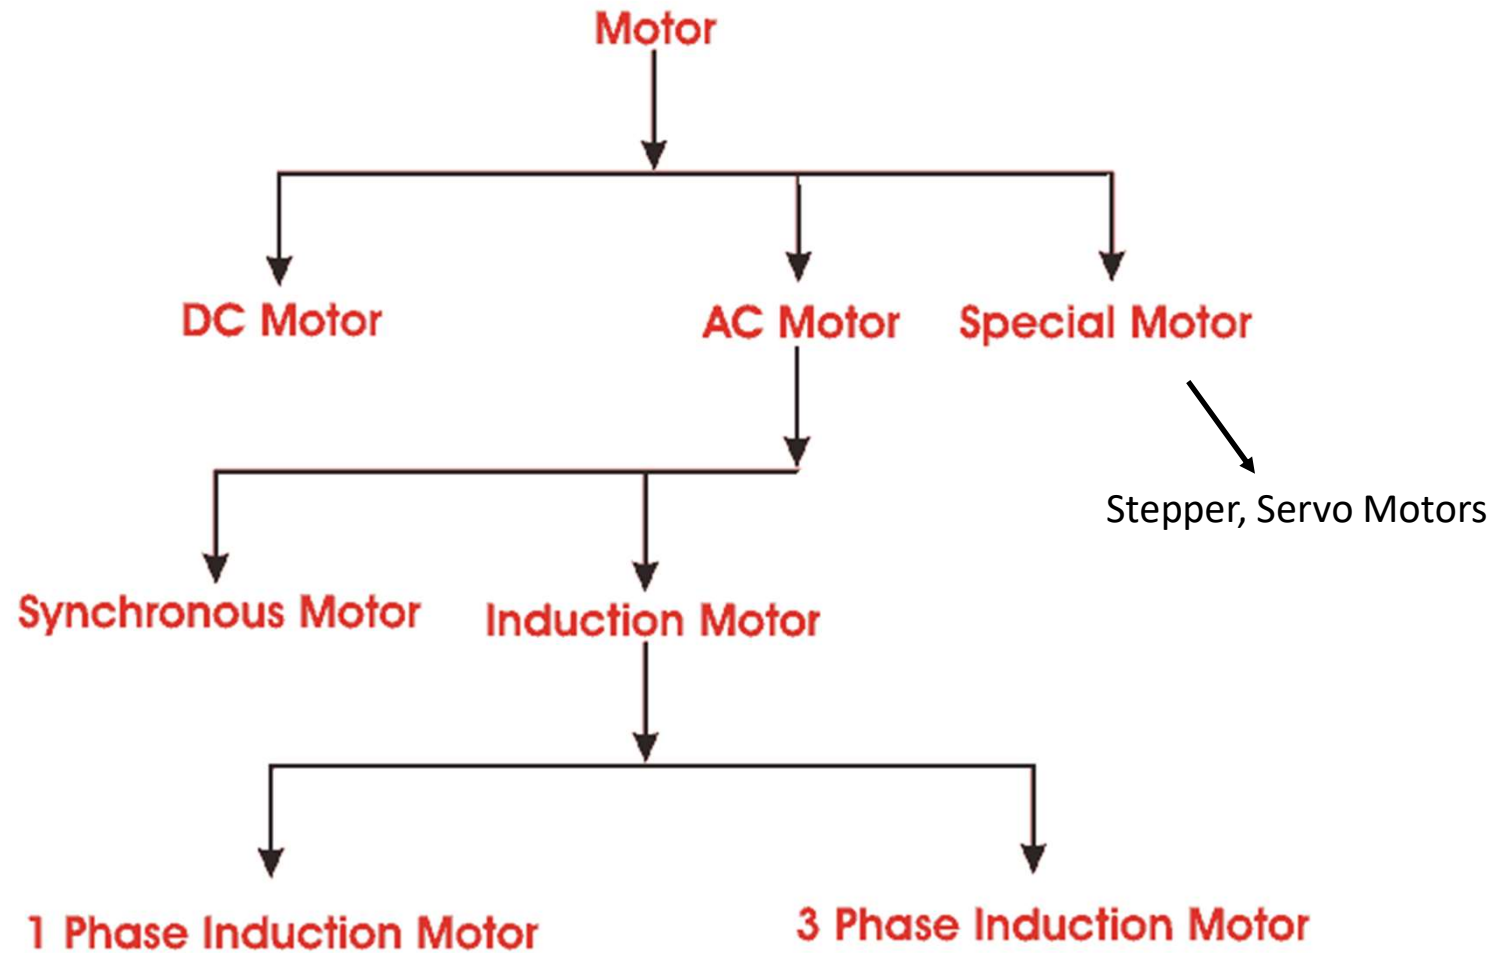 Motor
DC Motor
AC Motor
Special Motor
Stepper, Servo Motors
Synchronous Motor
Induction Motor
1 Phase Induction Motor
3 Phase Induction Motor